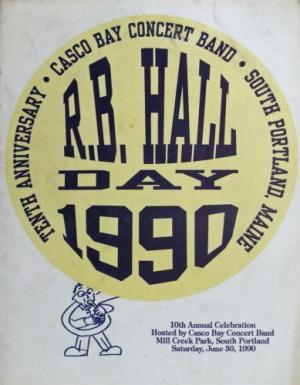 TENTH ANNIVERSARY • CASCO BAY CONCERT BAND • SOUTH PORTLAND, MAINE
R.B. HALL
DAY
1990
10th Annual Celebration
Hosted by Casco Bay Concert Band
Mill Creek Park, South Portland
Saturday, June 30, 1990